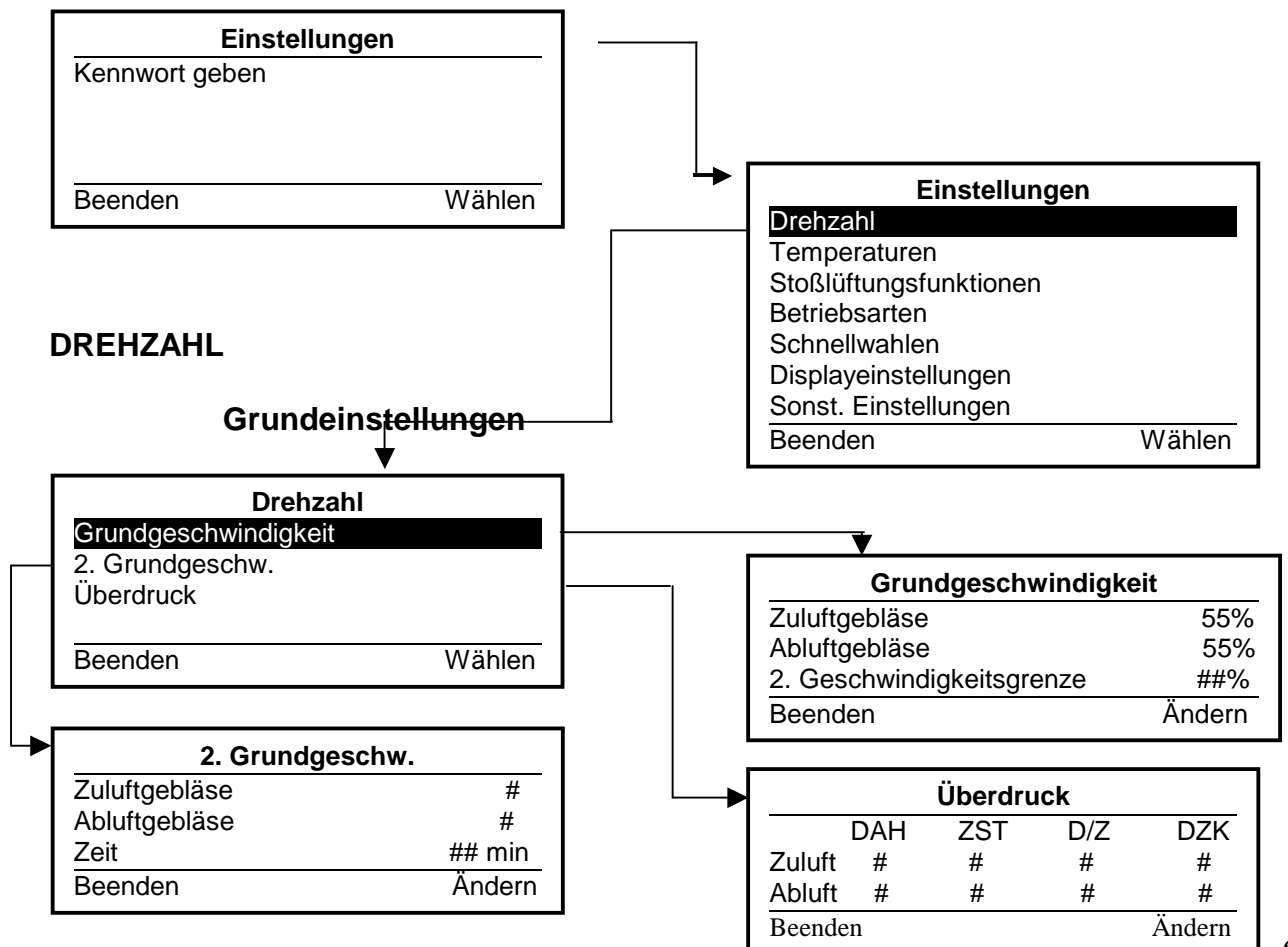 Einstellungen
Kennwort geben
Beenden Wählen
Einstellungen
Drehzahl
Temperaturen
Stoßlüftungsfunktionen
Betriebsarten
Schnellwahlen
Displayeinstellungen
Sonst. Einstellungen
Beenden Wählen
DREHZAHL
Grundeinstellungen
Drehzahl
Grundgeschwindigkeit
2. Grundgeschw.
Überdruck
Beenden Wählen
Grundgeschwindigkeit
Zuluftgebläse 55%
Abluftgebläse 55%
2. Geschwindigkeitsgrenze ##%
Beenden Ändern
2. Grundgeschw.
Zuluftgebläse #
Abluftgebläse #
Zeit ## min
Beenden Ändern
Überdruck
DAH ZST D/Z DZK
Zuluft # # # #
Abluft # # # #
Beenden Ändern